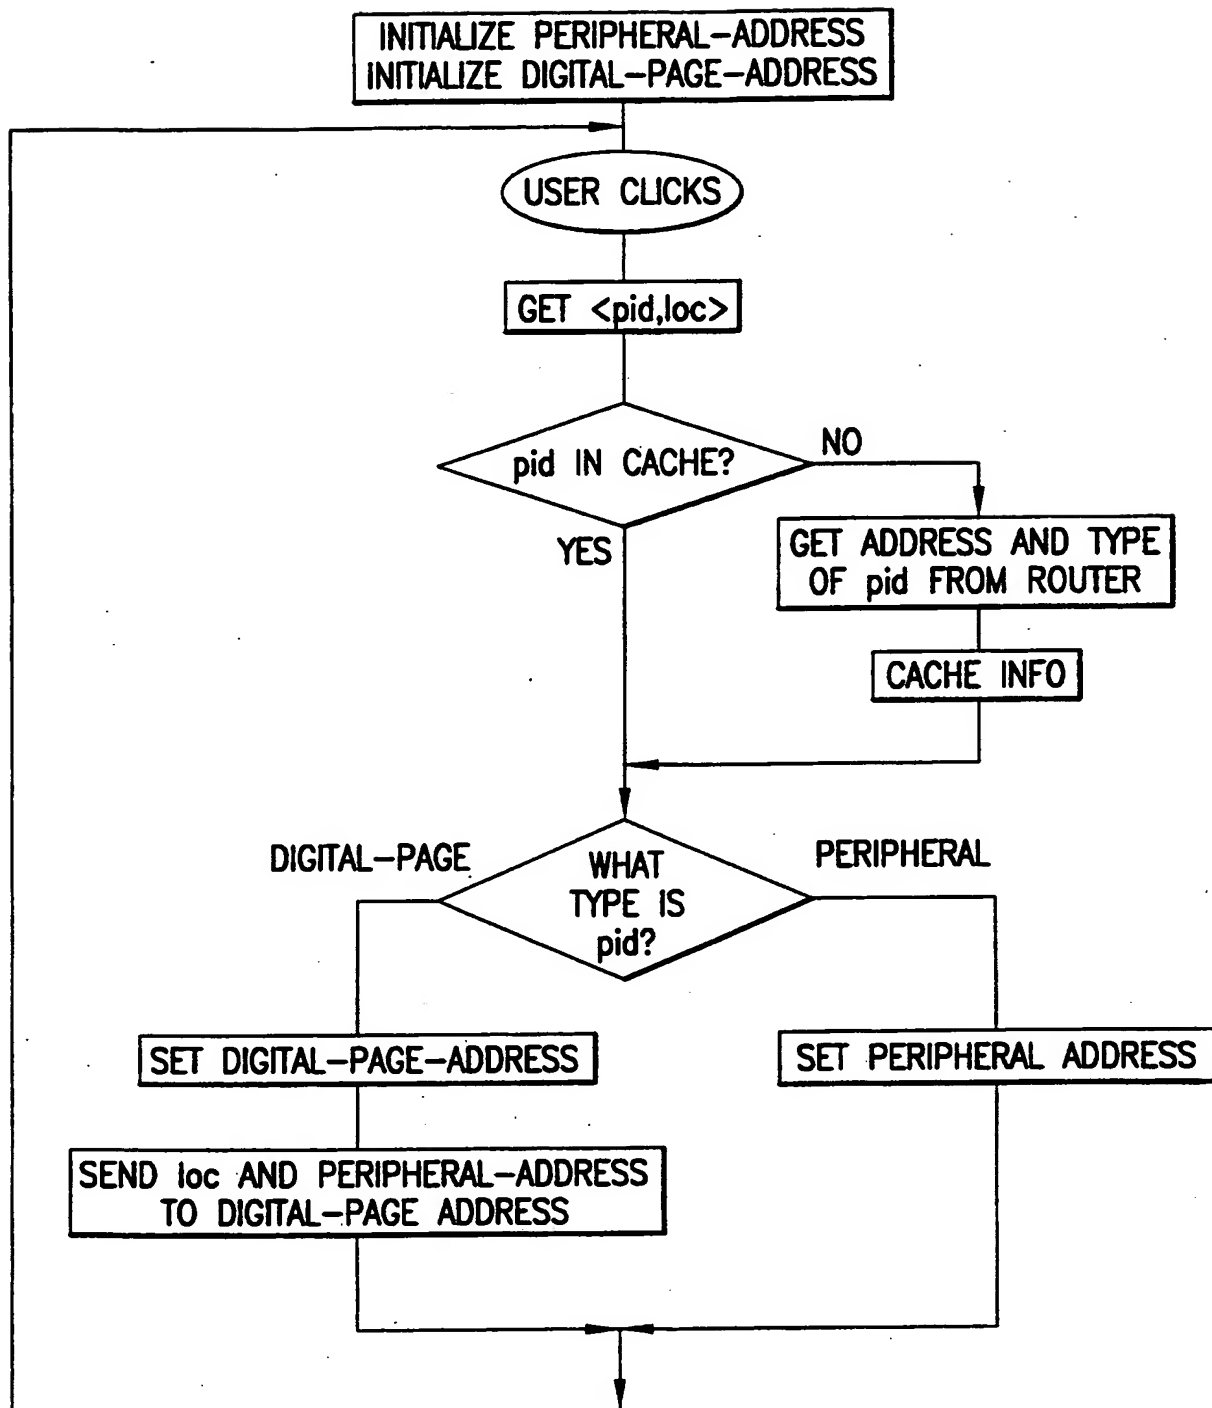 INITIALIZE PERIPHERAL-ADDRESS
INITIALIZE DIGITAL-PAGE-ADDRESS
USER CLICKS
GET <pid,loc>
pid IN CACHE?
NO
YES
GET ADDRESS AND TYPE
OF pid FROM ROUTER
CACHE INFO
DIGITAL-PAGE
WHAT
TYPE IS
pid?
PERIPHERAL
SET DIGITAL-PAGE-ADDRESS
SET PERIPHERAL ADDRESS
SEND loc AND PERIPHERAL-ADDRESS
TO DIGITAL-PAGE ADDRESS